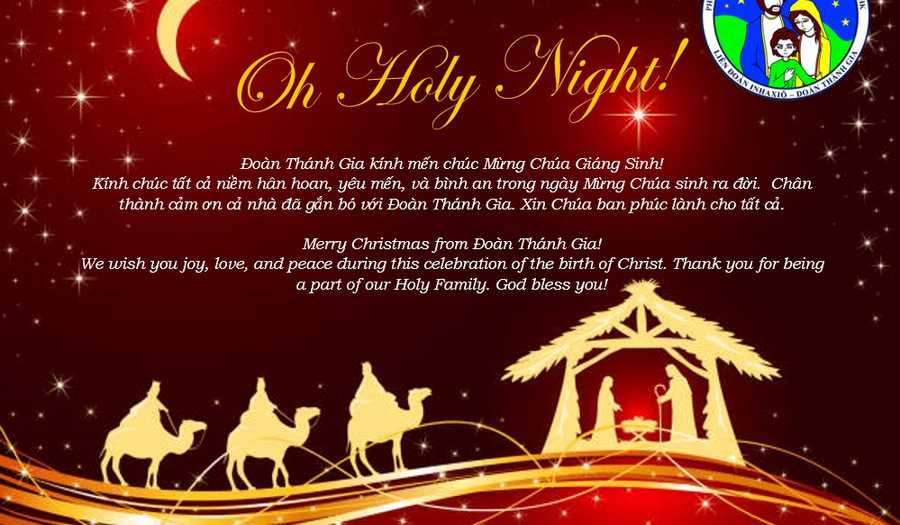 Oh Holy Night!
LIÊN ĐOÀN INHAXIÔ – ĐOÀN THÁNH GIA
Đoàn Thánh Gia kính mến chúc Mừng Chúa Giáng Sinh!
Kính chúc tất cả niềm hân hoan, yêu mến, và bình an trong ngày Mừng Chúa sinh ra đời. Chân
thành cảm ơn cả nhà đã gắn bó với Đoàn Thánh Gia. Xin Chúa ban phúc lành cho tất cả.
Merry Christmas from Đoàn Thánh Gia!
We wish you joy, love, and peace during this celebration of the birth of Christ. Thank you for being
a part of our Holy Family. God bless you!